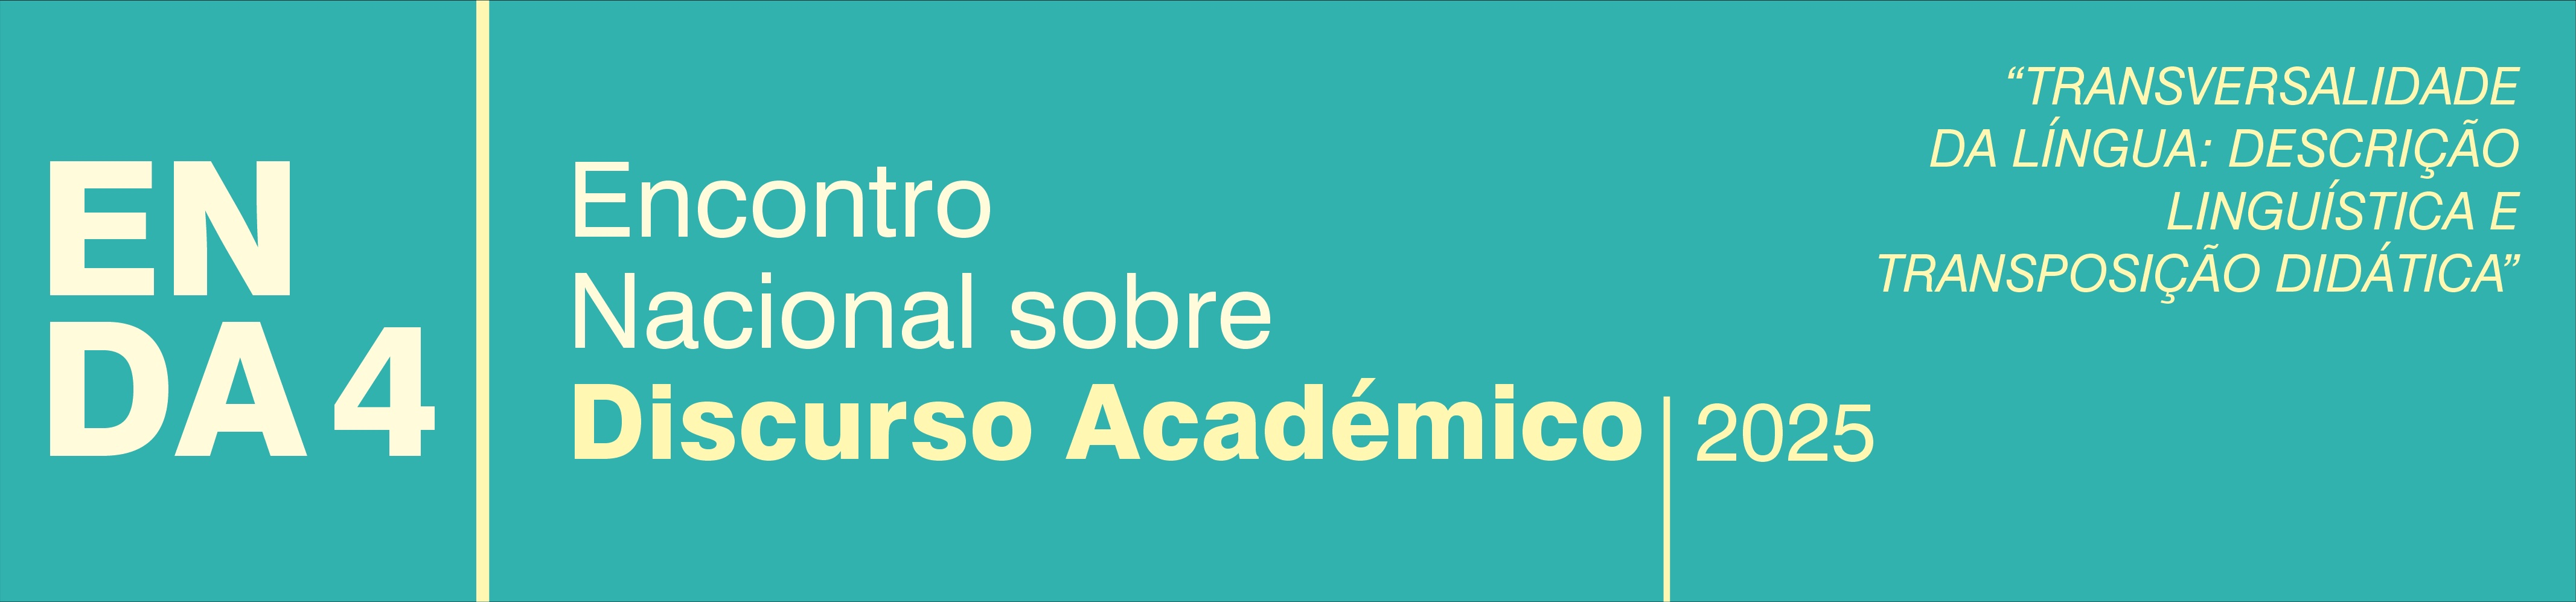 EN
DA 4
Encontro
Nacional sobre
Discurso Académico
2025
“TRANSVERSALIDADE
DA LÍNGUA: DESCRIÇÃO
LINGUÍSTICA E
TRANSPOSIÇÃO DIDÁTICA”